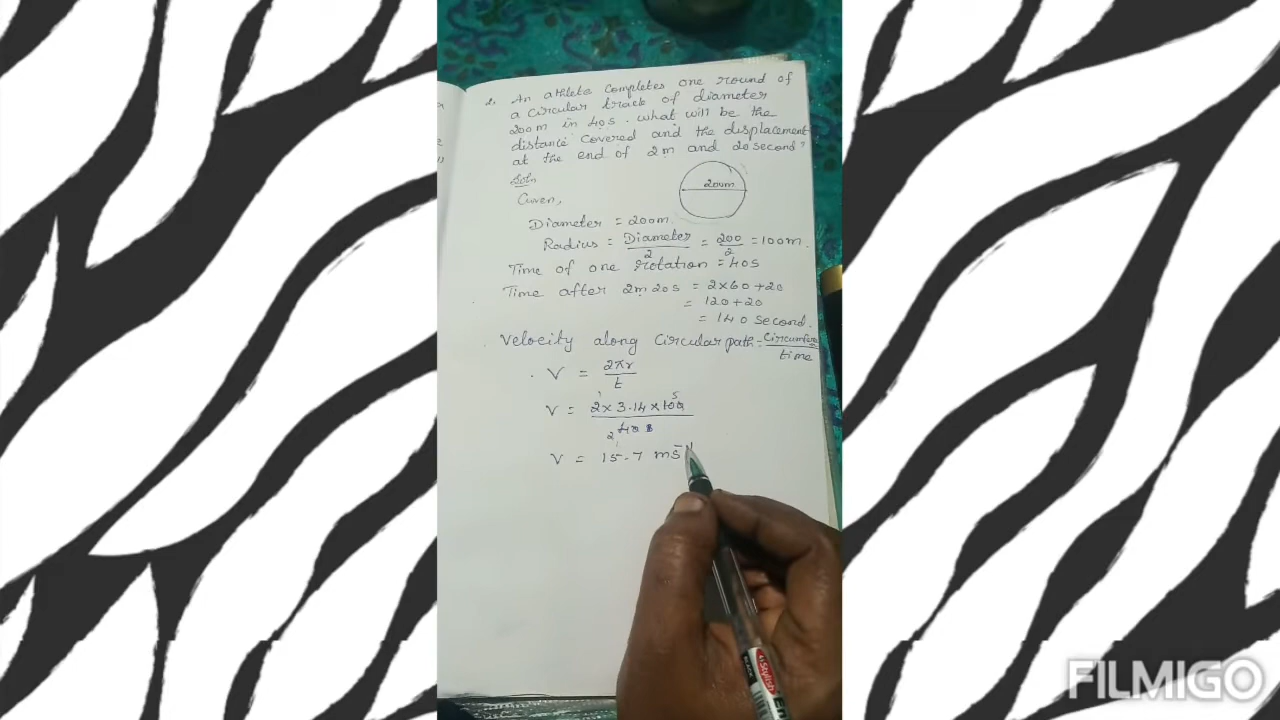 2. An athlete completes one round of
a circular track of diameter
200m in 40s. what will be the
distance covered and the displacement
at the end of 2m and 20 second?
Soln
200m
Given,
Diameter = 200m.
Radius = Diameter/2 = 200/2 = 100m.
Time of one rotation = 40s
Time after 2m 20s = 2×60+20
= 120+20
= 140 second.
Velocity along circular path =
time
V = 2πr/t
V = 2×3.14×100/40
V = 15.7 ms⁻¹
FILMIGO